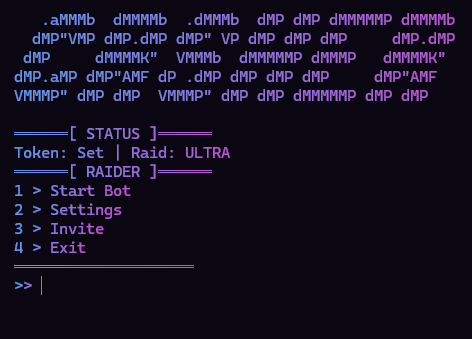 .aMMMb  dMMMMb  .dMMMb  dMP dMP dMMMMMP dMMMMb
dMP"VMP dMP.dMP dMP" VP dMP dMP dMP     dMP.dMP
dMP     dMMMMK"  VMMMb  dMMMMMP dMMMP   dMMMMK"
dMP.aMP dMP"AMF dP .dMP dMP dMP dMP     dMP"AMF
VMMMP" dMP dMP  VMMMP" dMP dMP dMMMMMP dMP dMP
══════[ STATUS ]══════
Token: Set | Raid: ULTRA
══════[ RAIDER ]══════
1 > Start Bot
2 > Settings
3 > Invite
4 > Exit
════════════════════
>>